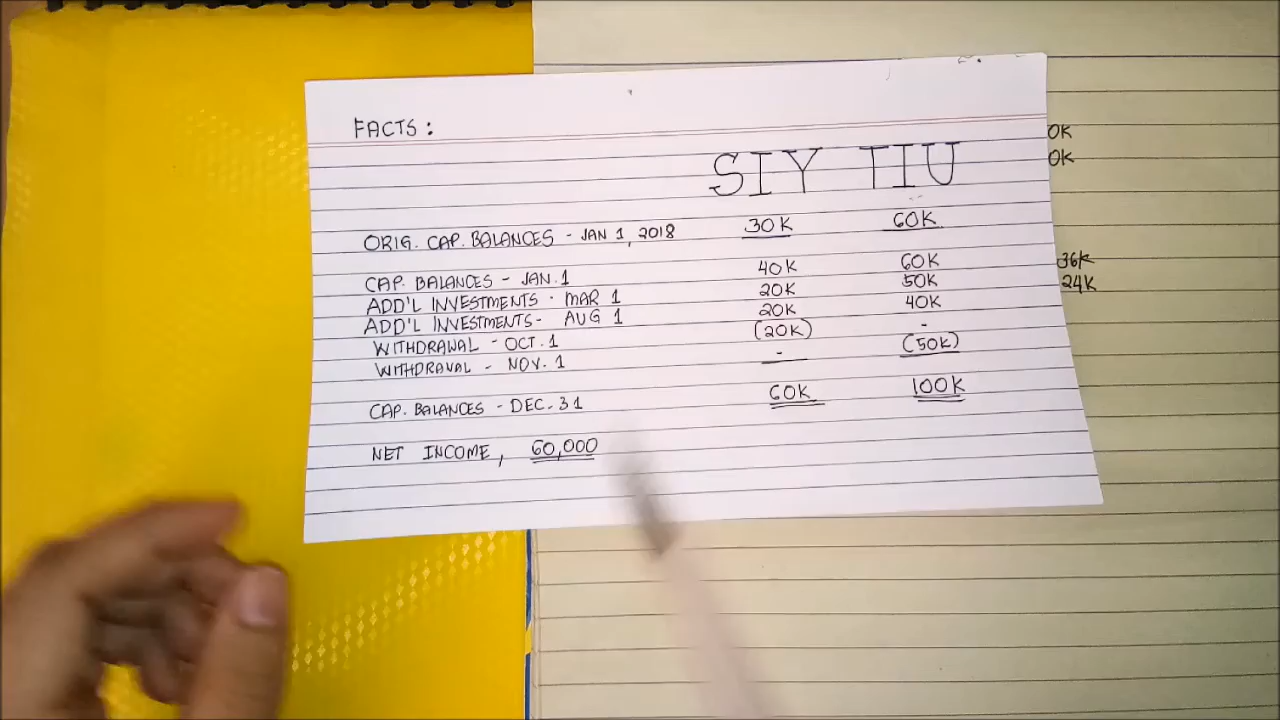 FACTS:
SIY TIU
ORIG. CAP. BALANCES - JAN 1, 2018 30K 60K
CAP. BALANCES - JAN. 1 40K 60K
ADD'L INVESTMENTS - MAR 1 20K 50K
ADD'L INVESTMENTS - AUG 1 20K 40K
WITHDRAWAL - OCT. 1 (20K) -
WITHDRAWAL - NOV. 1 - (50K)
CAP. BALANCES - DEC. 31 60K 100K
NET INCOME, 60,000
0K
0K
36K
24K